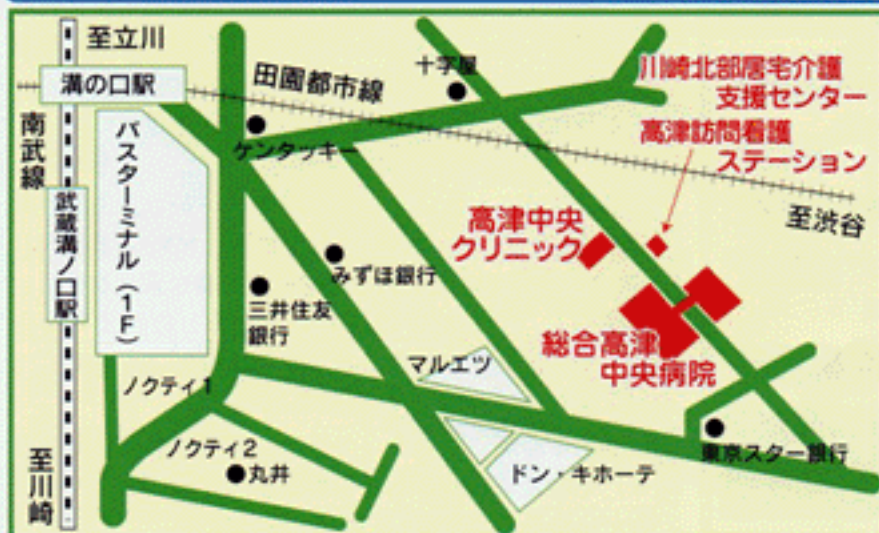 至立川
溝の口駅
田園都市線
十字屋
川崎北部居宅介護
支援センター
高津訪問看護
ステーション
南武線
バスターミナル(1F)
ケンタッキー
至渋谷
武蔵溝ノ口駅
高津中央
クリニック
みずほ銀行
三井住友
銀行
総合高津
中央病院
マルエツ
ノクティ1
ノクティ2
丸井
ドン・キホーテ
東京スター銀行
至川崎